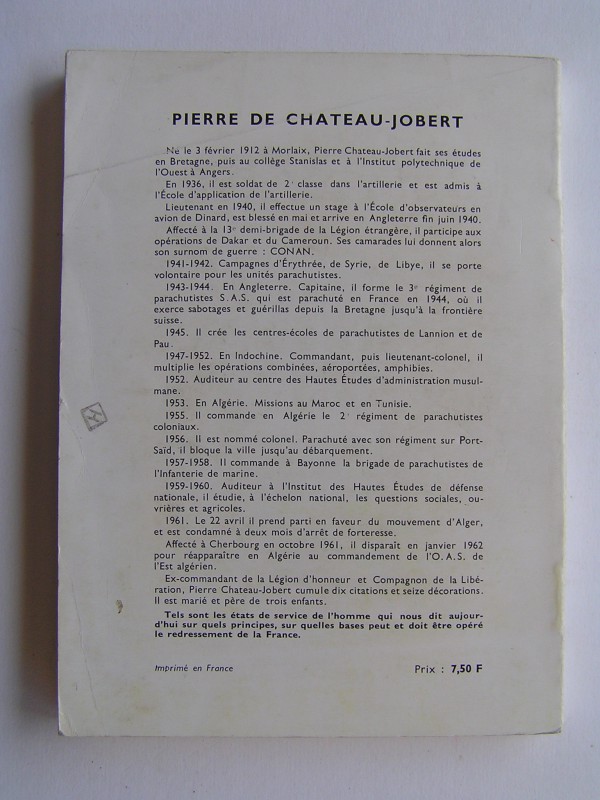 PIERRE DE CHATEAU-JOBERT
Né le 3 février 1912 à Morlaix, Pierre Chateau-Jobert fait ses études
en Bretagne, puis au collège Stanislas et à l'Institut polytechnique de
l'Ouest à Angers.
En 1936, il est soldat de 2e classe dans l'artillerie et est admis à
l'École d'application de l'artillerie.
Lieutenant en 1940, il effectue un stage à l'École d'observateurs en
avion de Dinard, est blessé en mai et arrive en Angleterre fin juin 1940.
Affecté à la 13e demi-brigade de la Légion étrangère, il participe aux
opérations de Dakar et du Cameroun. Ses camarades lui donnent alors
son surnom de guerre : CONAN.
1941-1942. Campagnes d'Érythrée, de Syrie, de Libye, il se porte
volontaire pour les unités parachutistes.
1943-1944. En Angleterre. Capitaine, il forme le 3e régiment de
parachutistes S.A.S. qui est parachuté en France en 1944, où il
exerce sabotages et guérillas depuis la Bretagne jusqu'à la frontière
suisse.
1945. Il crée les centres-écoles de parachutistes de Lannion et de
Pau.
1947-1952. En Indochine. Commandant, puis lieutenant-colonel, il
multiplie les opérations combinées, aéroportées, amphibies.
1952. Auditeur au centre des Hautes Études d'administration musul-
mane.
1953. En Algérie. Missions au Maroc et en Tunisie.
1955. Il commande en Algérie le 2e régiment de parachutistes
coloniaux.
1956. Il est nommé colonel. Parachuté avec son régiment sur Port-
Saïd, il bloque la ville jusqu'au débarquement.
1957-1958. Il commande à Bayonne la brigade de parachutistes de
l'Infanterie de marine.
1959-1960. Auditeur à l'Institut des Hautes Études de défense
nationale, il étudie, à l'échelon national, les questions sociales, ou-
vrières et agricoles.
1961. Le 22 avril il prend parti en faveur du mouvement d'Alger,
et est condamné à deux mois d'arrêt de forteresse.
Affecté à Cherbourg en octobre 1961, il disparaît en janvier 1962
pour réapparaître en Algérie au commandement de l'O.A.S. de
l'Est algérien.
Ex-commandant de la Légion d'honneur et Compagnon de la Libé-
ration, Pierre Chateau-Jobert cumule dix citations et seize décorations.
Il est marié et père de trois enfants.
Tels sont les états de service de l'homme qui nous dit aujour-
d'hui sur quels principes, sur quelles bases peut et doit être opéré
le redressement de la France.
Imprimé en France
Prix : 7,50 F